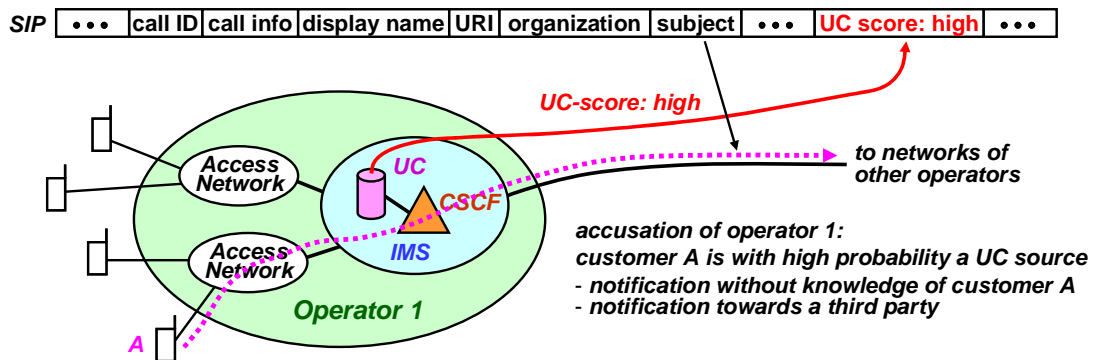 SIP ••• call ID call info display name URI organization subject ••• UC score: high •••
UC-score: high
Access
Network
UC
CSCF
IMS
to networks of
other operators
Access
Network
Operator 1
A
accusation of operator 1:
customer A is with high probability a UC source
- notification without knowledge of customer A
- notification towards a third party